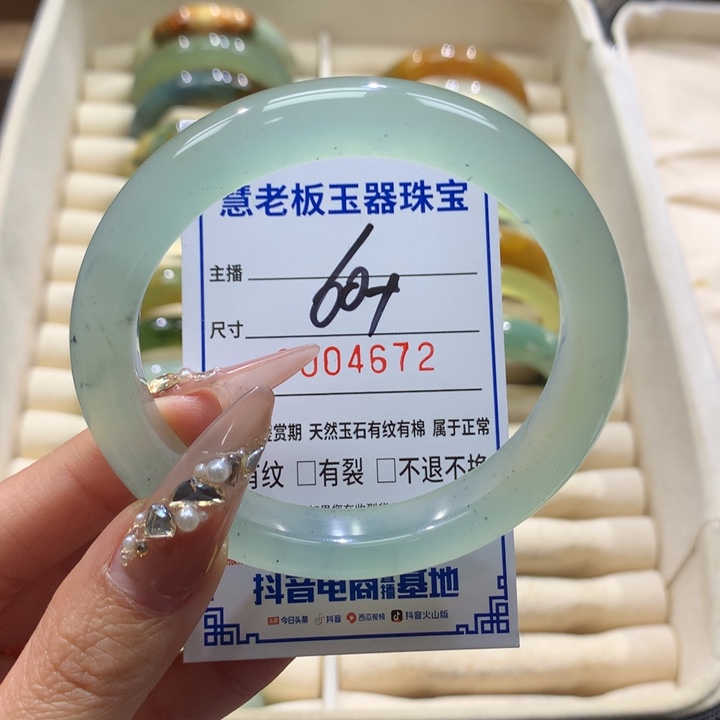 慧老板玉器珠宝
主播
尺寸 60+
004672
赏期 天然玉石有纹有棉 属于正常
有纹 □有裂 □不退不换
抖音电商直播基地
今日头条 抖音 西瓜视频 抖音火山版